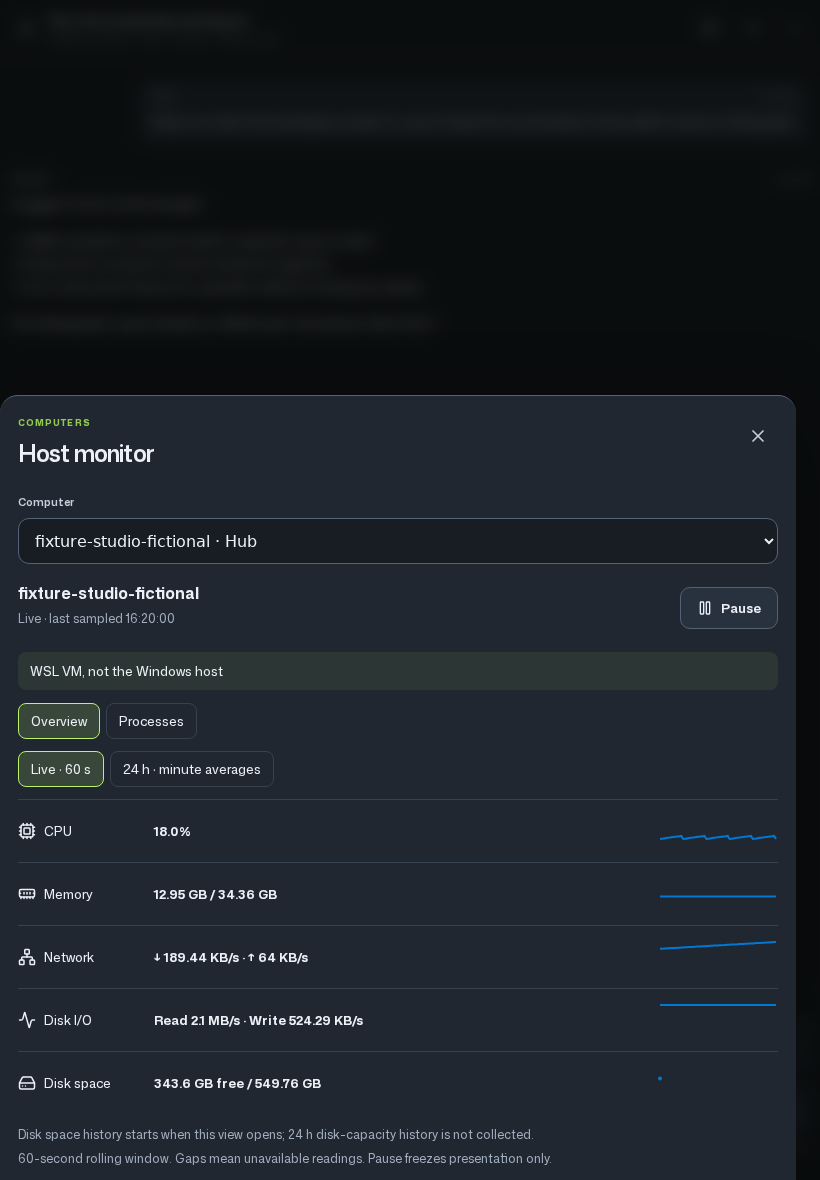 COMPUTERS
Host monitor
Computer
fixture-studio-fictional · Hub
fixture-studio-fictional
Live · last sampled 16:20:00
Pause
WSL VM, not the Windows host
Overview
Processes
Live · 60 s
24 h · minute averages
CPU
18.0%
Memory
12.95 GB / 34.36 GB
Network
↓ 189.44 KB/s · ↑ 64 KB/s
Disk I/O
Read 2.1 MB/s · Write 524.29 KB/s
Disk space
343.6 GB free / 549.76 GB
Disk space history starts when this view opens; 24 h disk-capacity history is not collected.
60-second rolling window. Gaps mean unavailable readings. Pause freezes presentation only.